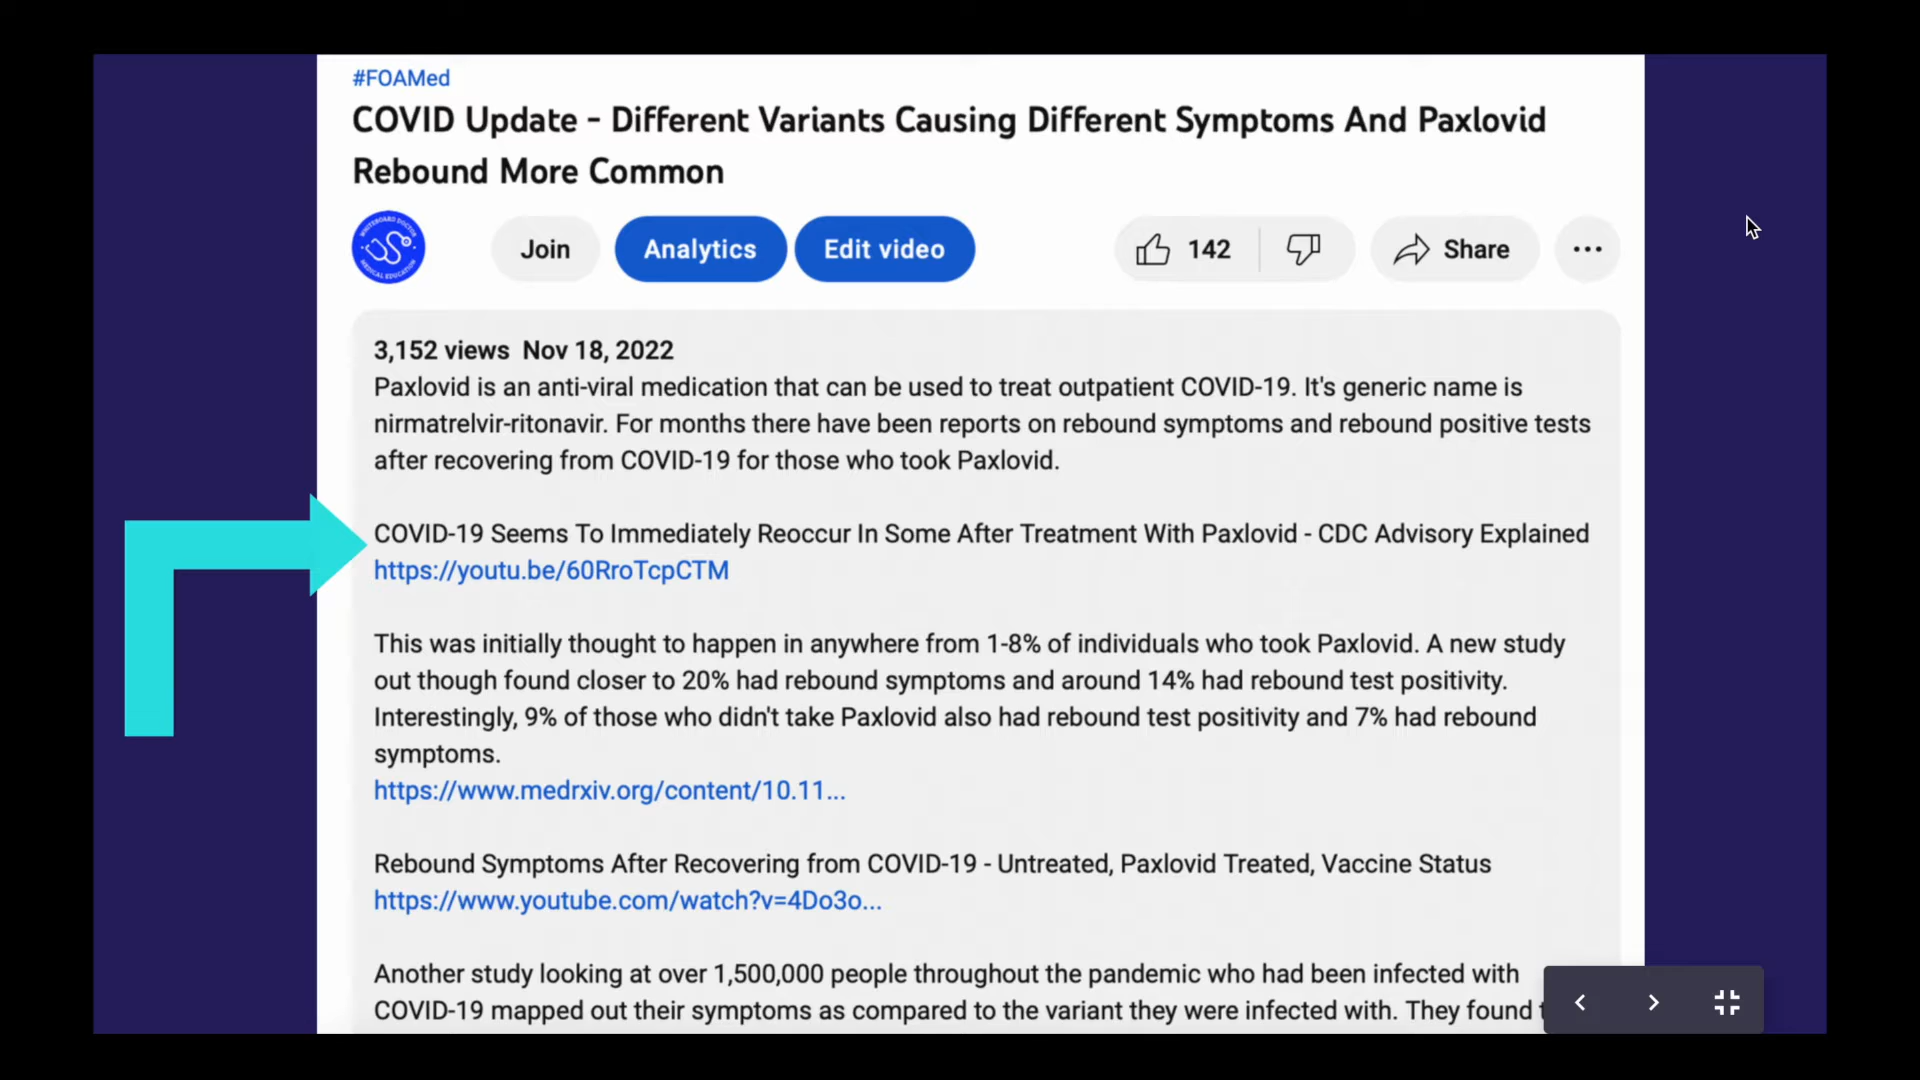 #FOAMed
COVID Update - Different Variants Causing Different Symptoms And Paxlovid
Rebound More Common
WHITEBOARD DOCTOR
MEDICAL EDUCATION
Join
Analytics
Edit video
142
Share
3,152 views Nov 18, 2022
Paxlovid is an anti-viral medication that can be used to treat outpatient COVID-19. It's generic name is
nirmatrelvir-ritonavir. For months there have been reports on rebound symptoms and rebound positive tests
after recovering from COVID-19 for those who took Paxlovid.
COVID-19 Seems To Immediately Reoccur In Some After Treatment With Paxlovid - CDC Advisory Explained
https://youtu.be/60RroTcpCTM
This was initially thought to happen in anywhere from 1-8% of individuals who took Paxlovid. A new study
out though found closer to 20% had rebound symptoms and around 14% had rebound test positivity.
Interestingly, 9% of those who didn't take Paxlovid also had rebound test positivity and 7% had rebound
symptoms.
https://www.medrxiv.org/content/10.11...
Rebound Symptoms After Recovering from COVID-19 - Untreated, Paxlovid Treated, Vaccine Status
https://www.youtube.com/watch?v=4Do3o...
Another study looking at over 1,500,000 people throughout the pandemic who had been infected with
COVID-19 mapped out their symptoms as compared to the variant they were infected with. They found